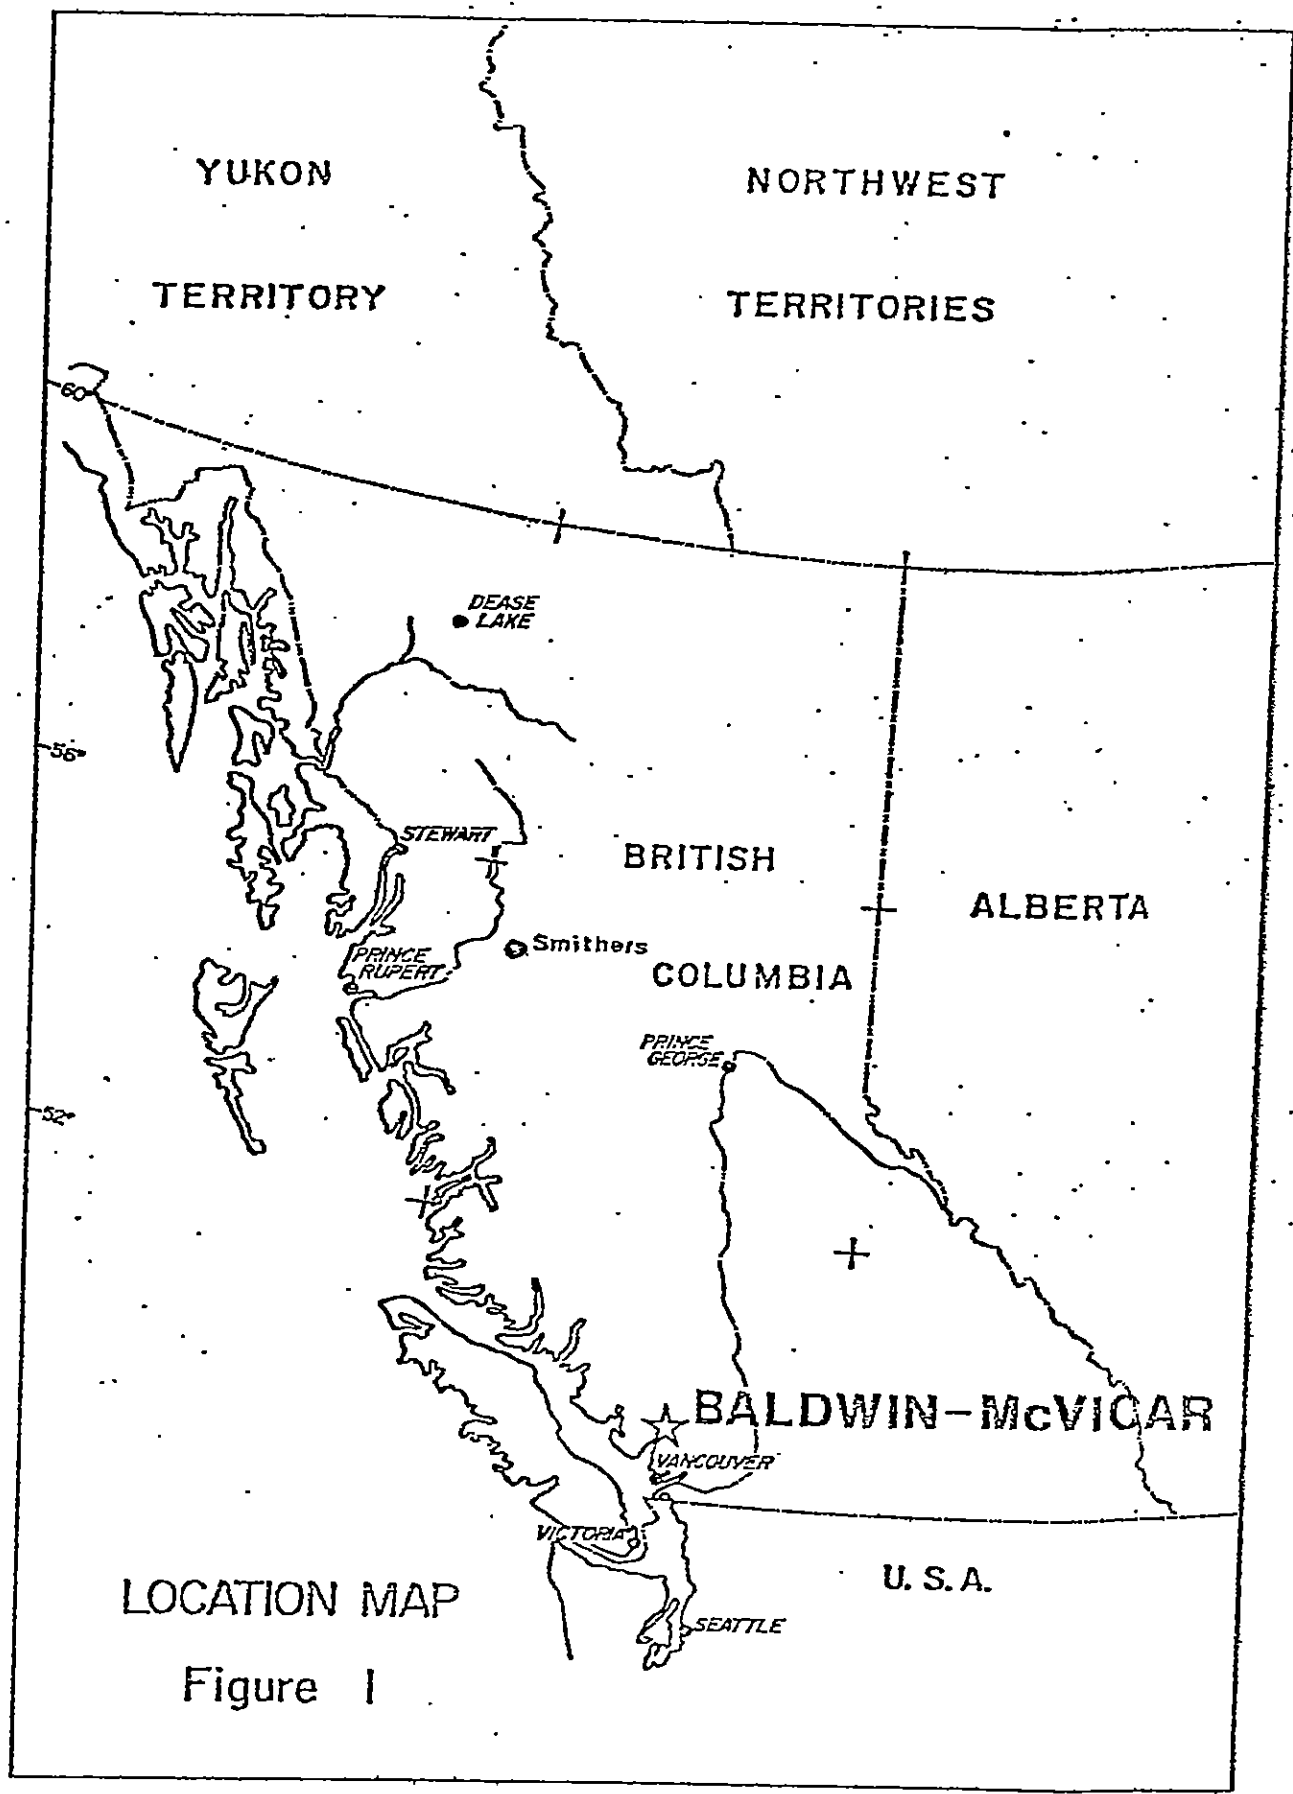 YUKON
TERRITORY
NORTHWEST
TERRITORIES
60°
DEASE
LAKE
56°
STEWART
BRITISH
COLUMBIA
ALBERTA
Smithers
PRINCE
RUPERT
PRINCE
GEORGE
52°
BALDWIN-McVICAR
VANCOUVER
VICTORIA
U.S.A.
SEATTLE
LOCATION MAP
Figure 1